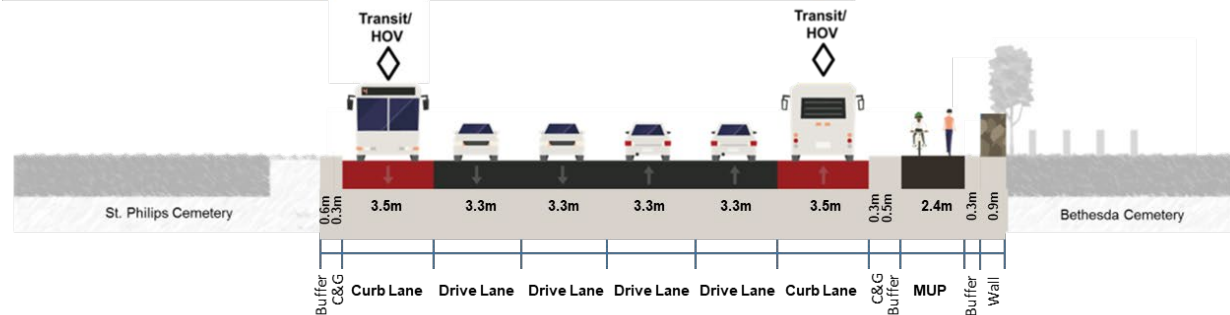 Transit/
HOV
Transit/
HOV
St. Philips Cemetery
0.6m
0.3m
3.5m
3.3m
3.3m
3.3m
3.3m
3.5m
0.3m
0.5m
2.4m
0.3m
0.9m
Bethesda Cemetery
Buffer
C&G
Curb Lane
Drive Lane
Drive Lane
Drive Lane
Drive Lane
Curb Lane
C&G
Buffer
MUP
Buffer
Wall